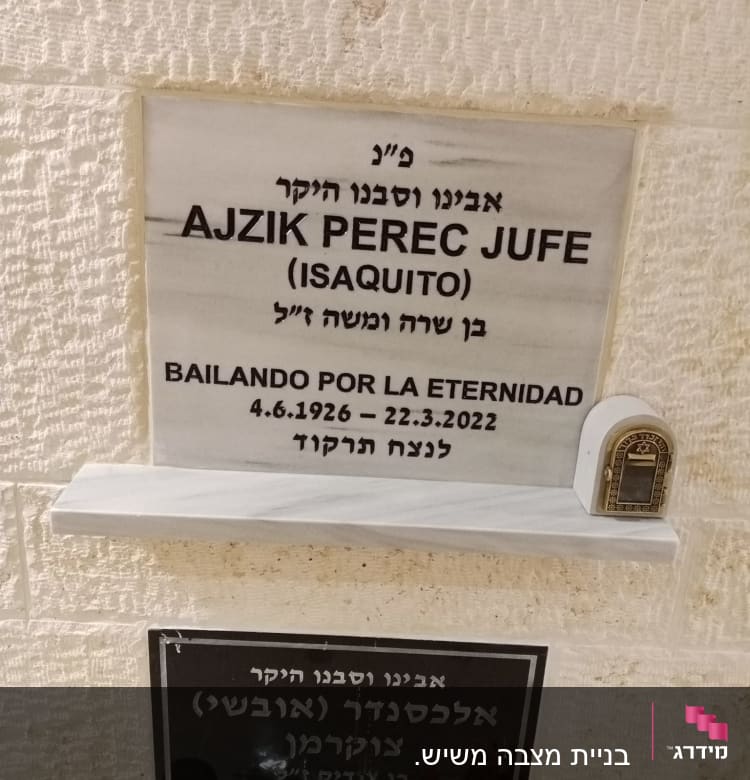 פ״נ
אבינו וסבנו היקר
AJZIK PEREC JUFE
(ISAQUITO)
בן שרה ומשה ז״ל
BAILANDO POR LA ETERNIDAD
4.6.1926 – 22.3.2022
לנצח תרקוד
אבינו וסבנו היקר
אלכסנדר (אובשי)
צוקרמן
בניית מצבה משיש.
מידרג